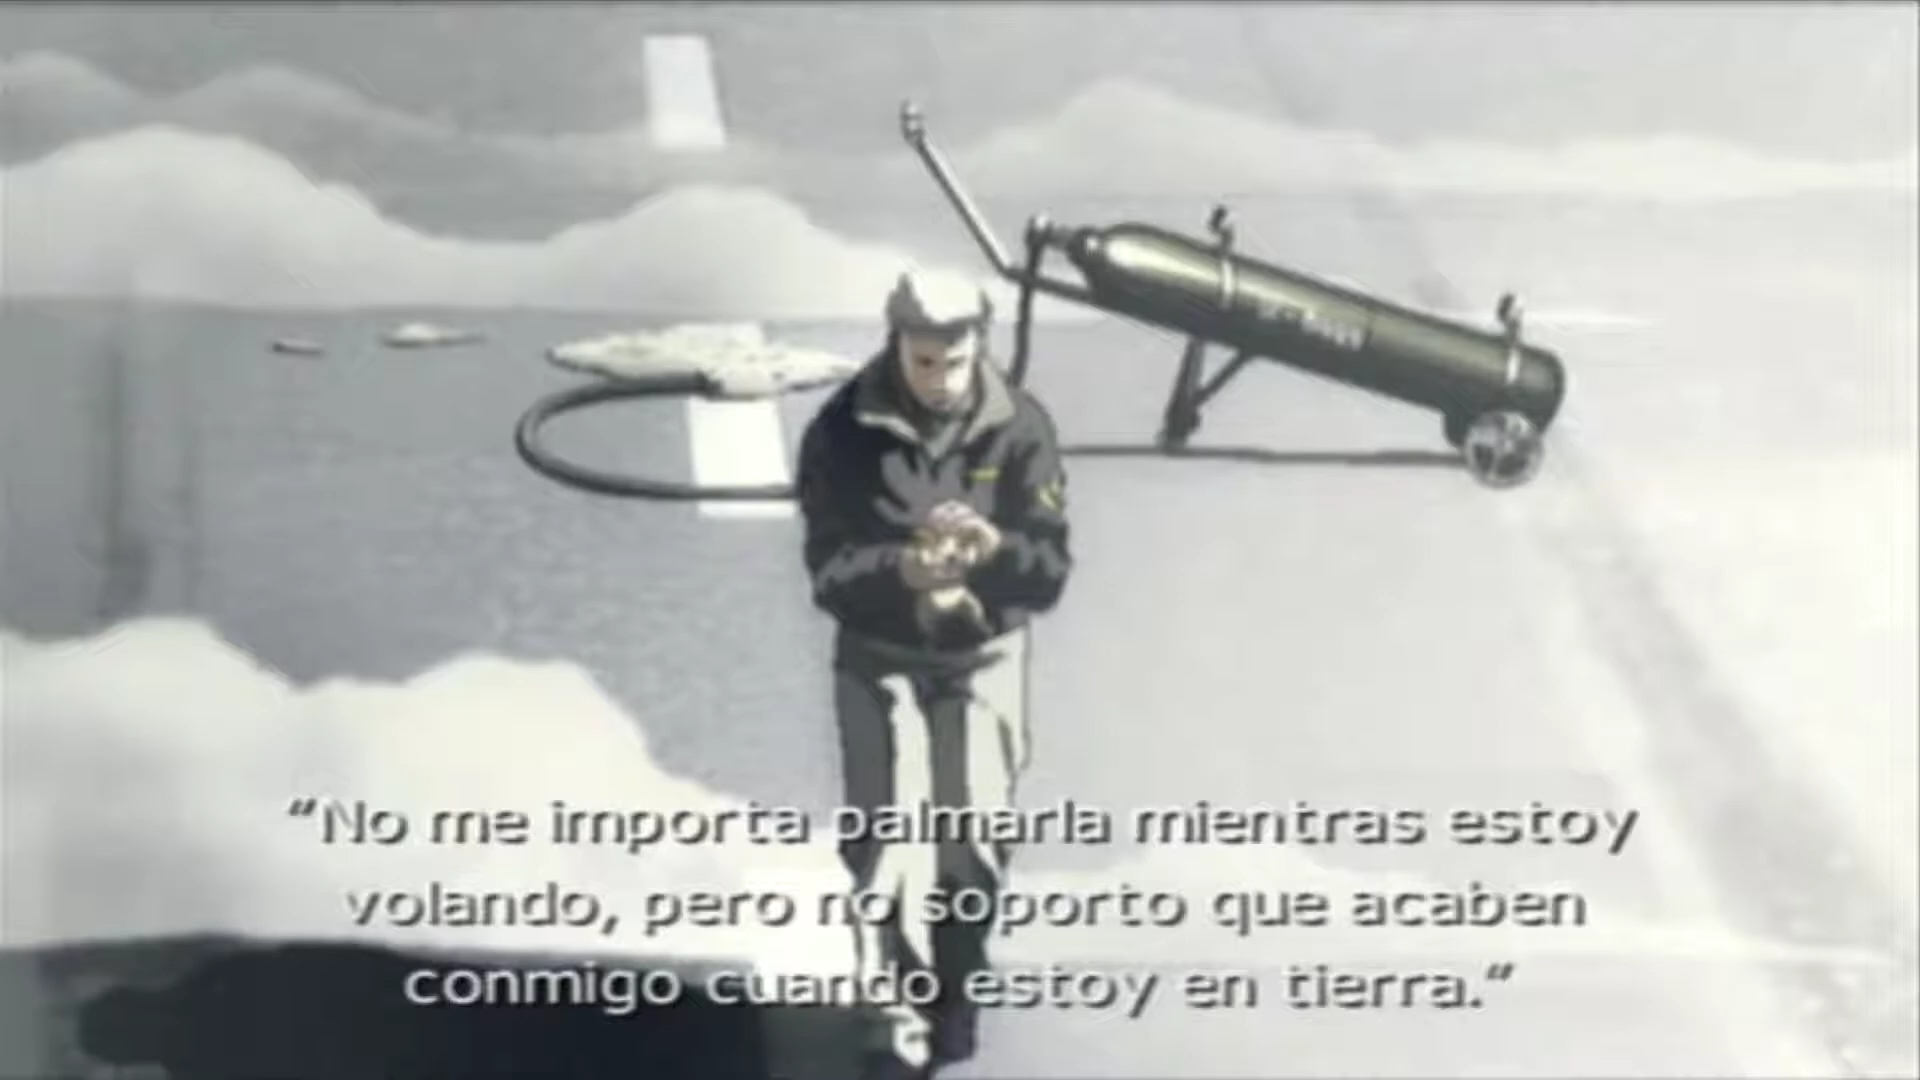 “No me importa palmarla mientras estoy
volando, pero no soporto que acaben
conmigo cuando estoy en tierra.”